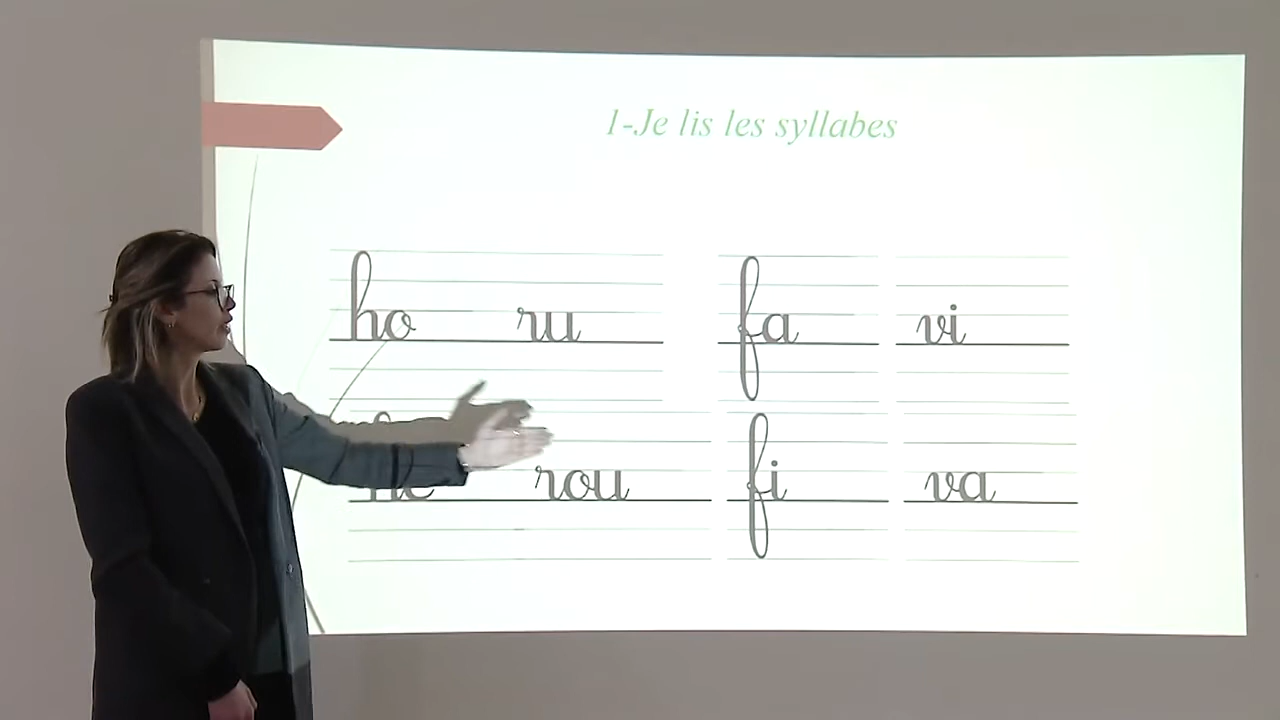 1-Je lis les syllabes
ho ru fa vi
rou fi va